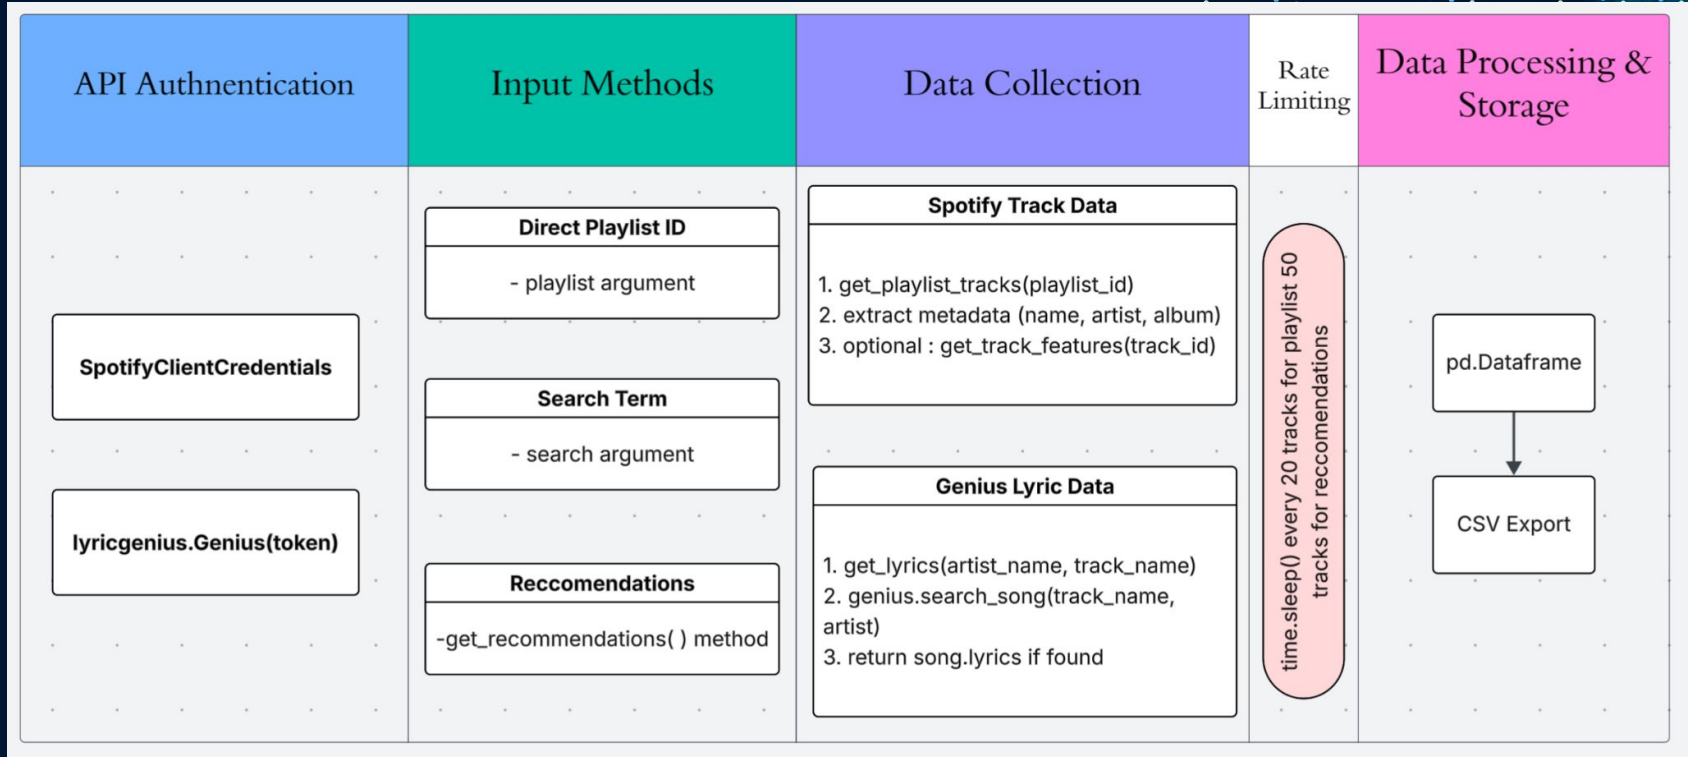 API Authnentication
Input Methods
Data Collection
Rate
Limiting
Data Processing &
Storage
SpotifyClientCredentials
lyricgenius.Genius(token)
Direct Playlist ID
- playlist argument
Search Term
- search argument
Reccomendations
-get_recommendations( ) method
Spotify Track Data
1. get_playlist_tracks(playlist_id)
2. extract metadata (name, artist, album)
3. optional : get_track_features(track_id)
Genius Lyric Data
1. get_lyrics(artist_name, track_name)
2. genius.search_song(track_name,
artist)
3. return song.lyrics if found
time.sleep() every 20 tracks for playlist 50
tracks for reccomendations
pd.Dataframe
CSV Export